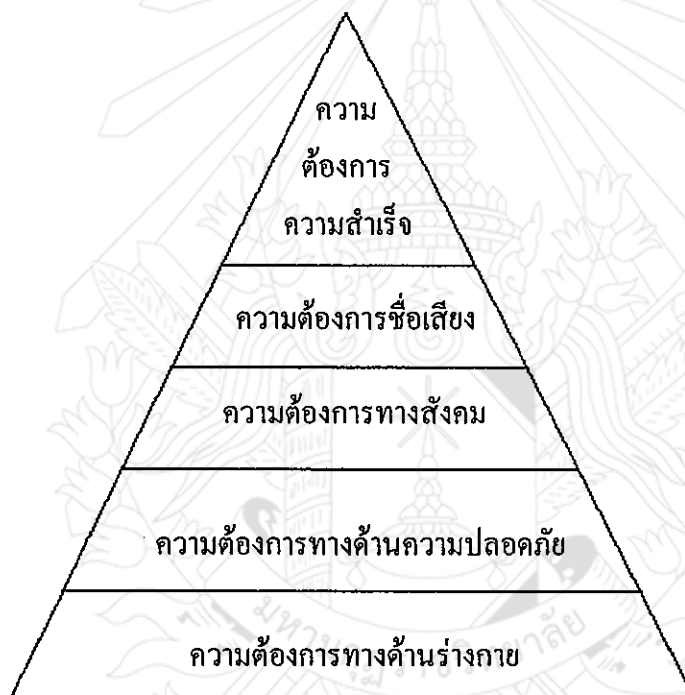 ความ
ต้องการ
ความสำเร็จ
ความต้องการชื่อเสียง
ความต้องการทางสังคม
ความต้องการทางด้านความปลอดภัย
ความต้องการทางด้านร่างกาย